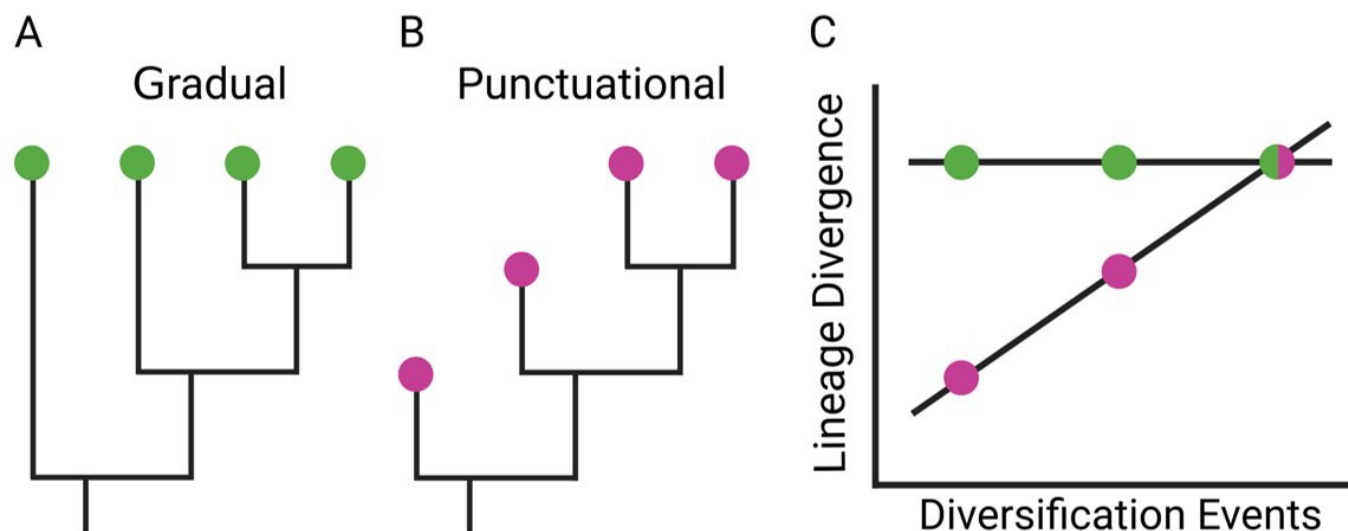 A
Gradual
B
Punctuational
C
Lineage Divergence
Diversification Events